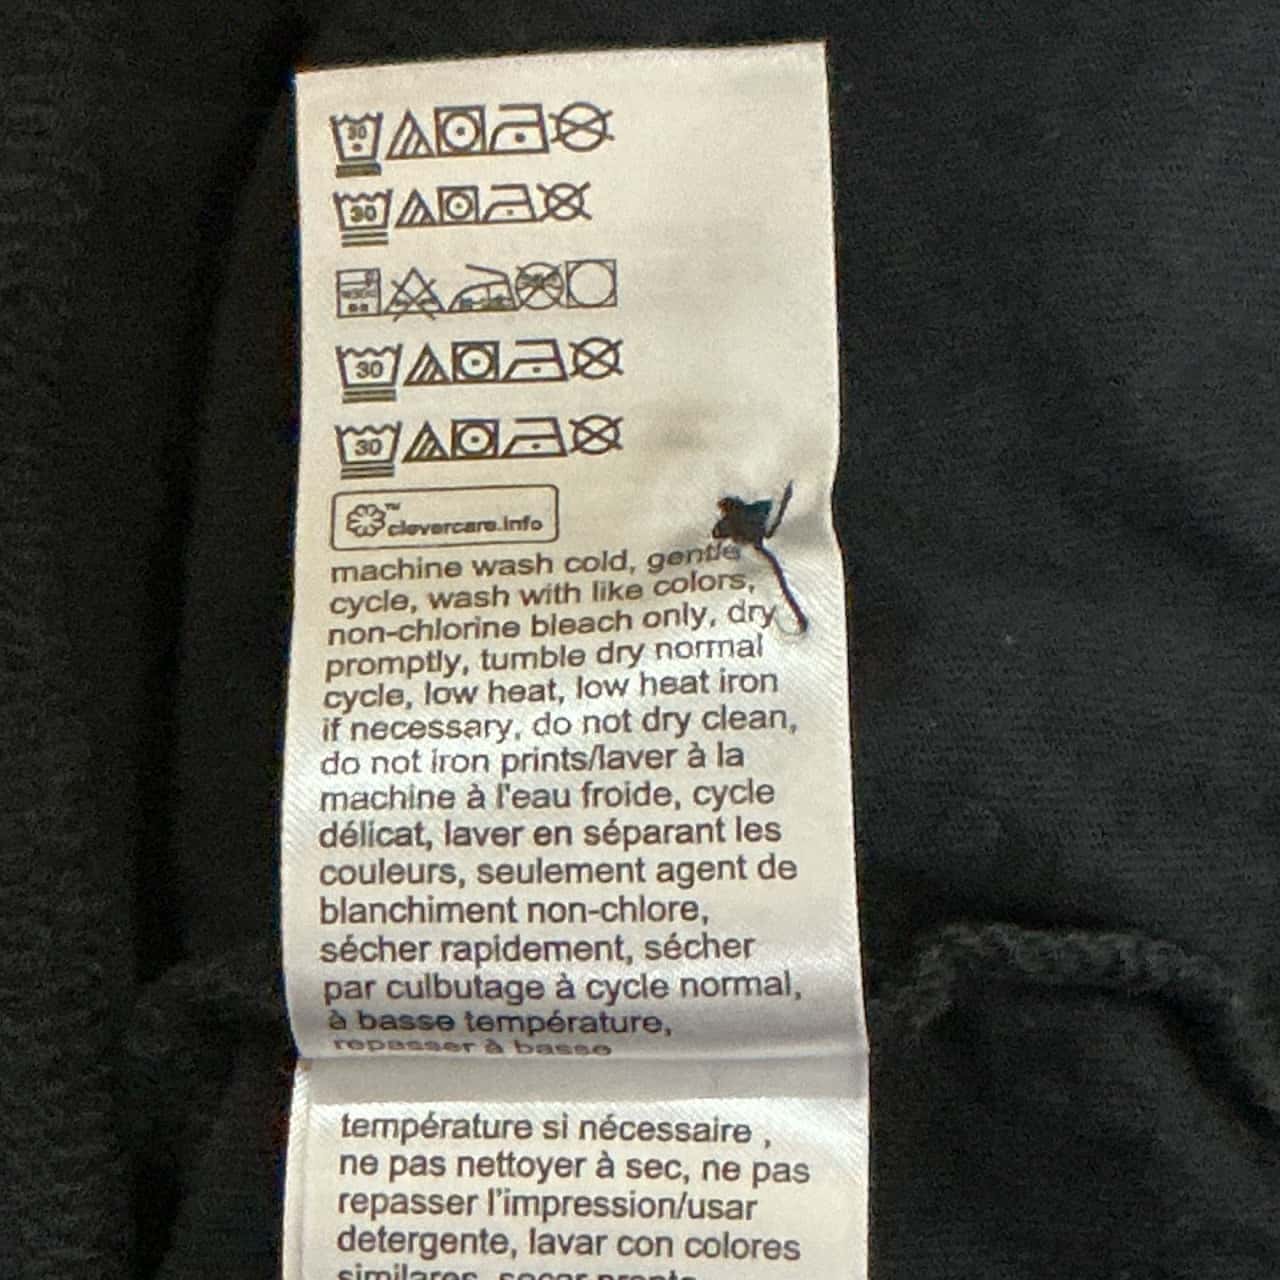 30
30
30
30
clevercare.info
machine wash cold, gentle
cycle, wash with like colors,
non-chlorine bleach only, dry
promptly, tumble dry normal
cycle, low heat, low heat iron
if necessary, do not dry clean,
do not iron prints/laver à la
machine à l'eau froide, cycle
délicat, laver en séparant les
couleurs, seulement agent de
blanchiment non-chlore,
sécher rapidement, sécher
par culbutage à cycle normal,
à basse température,
repasser à basse
température si nécessaire ,
ne pas nettoyer à sec, ne pas
repasser l'impression/usar
detergente, lavar con colores
similares, secar pronto